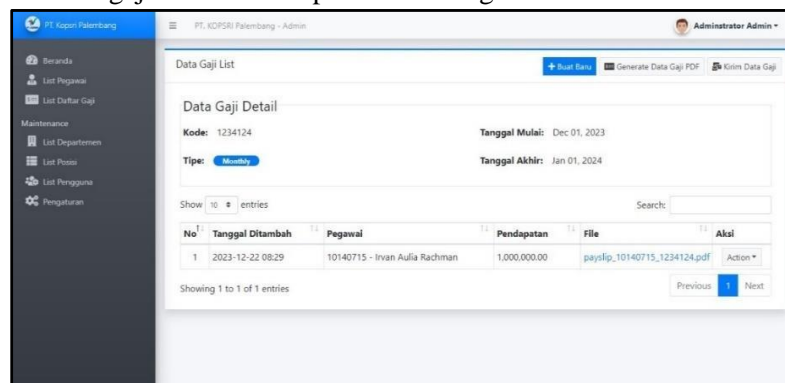 PT. Kopsri Palembang
PT. KOPSRI Palembang - Admin
Adminstrator Admin
Beranda
List Pegawai
List Daftar Gaji
Maintenance
List Departemen
List Posisi
List Pengguna
Pengaturan
Data Gaji List
+ Buat Baru
Generate Data Gaji PDF
Kirim Data Gaji
Data Gaji Detail
Kode: 1234124
Tanggal Mulai: Dec 01, 2023
Tipe: Monthly
Tanggal Akhir: Jan 01, 2024
Show 10 entries
Search:
No Tanggal Ditambah Pegawai Pendapatan File Aksi
1 2023-12-22 08:29 10140715 - Irvan Aulia Rachman 1,000,000.00 payslip_10140715_1234124.pdf Action
Showing 1 to 1 of 1 entries
Previous 1 Next